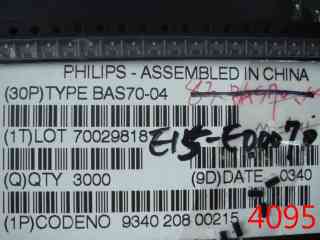 PHILIPS - ASSEMBLED IN CHINA
(30P)TYPE BAS70-04
(1T)LOT 70029818
E15-E00070
(Q)QTY 3000
(9D)DATE 0340
(1P)CODENO 9340 208 00215
4095